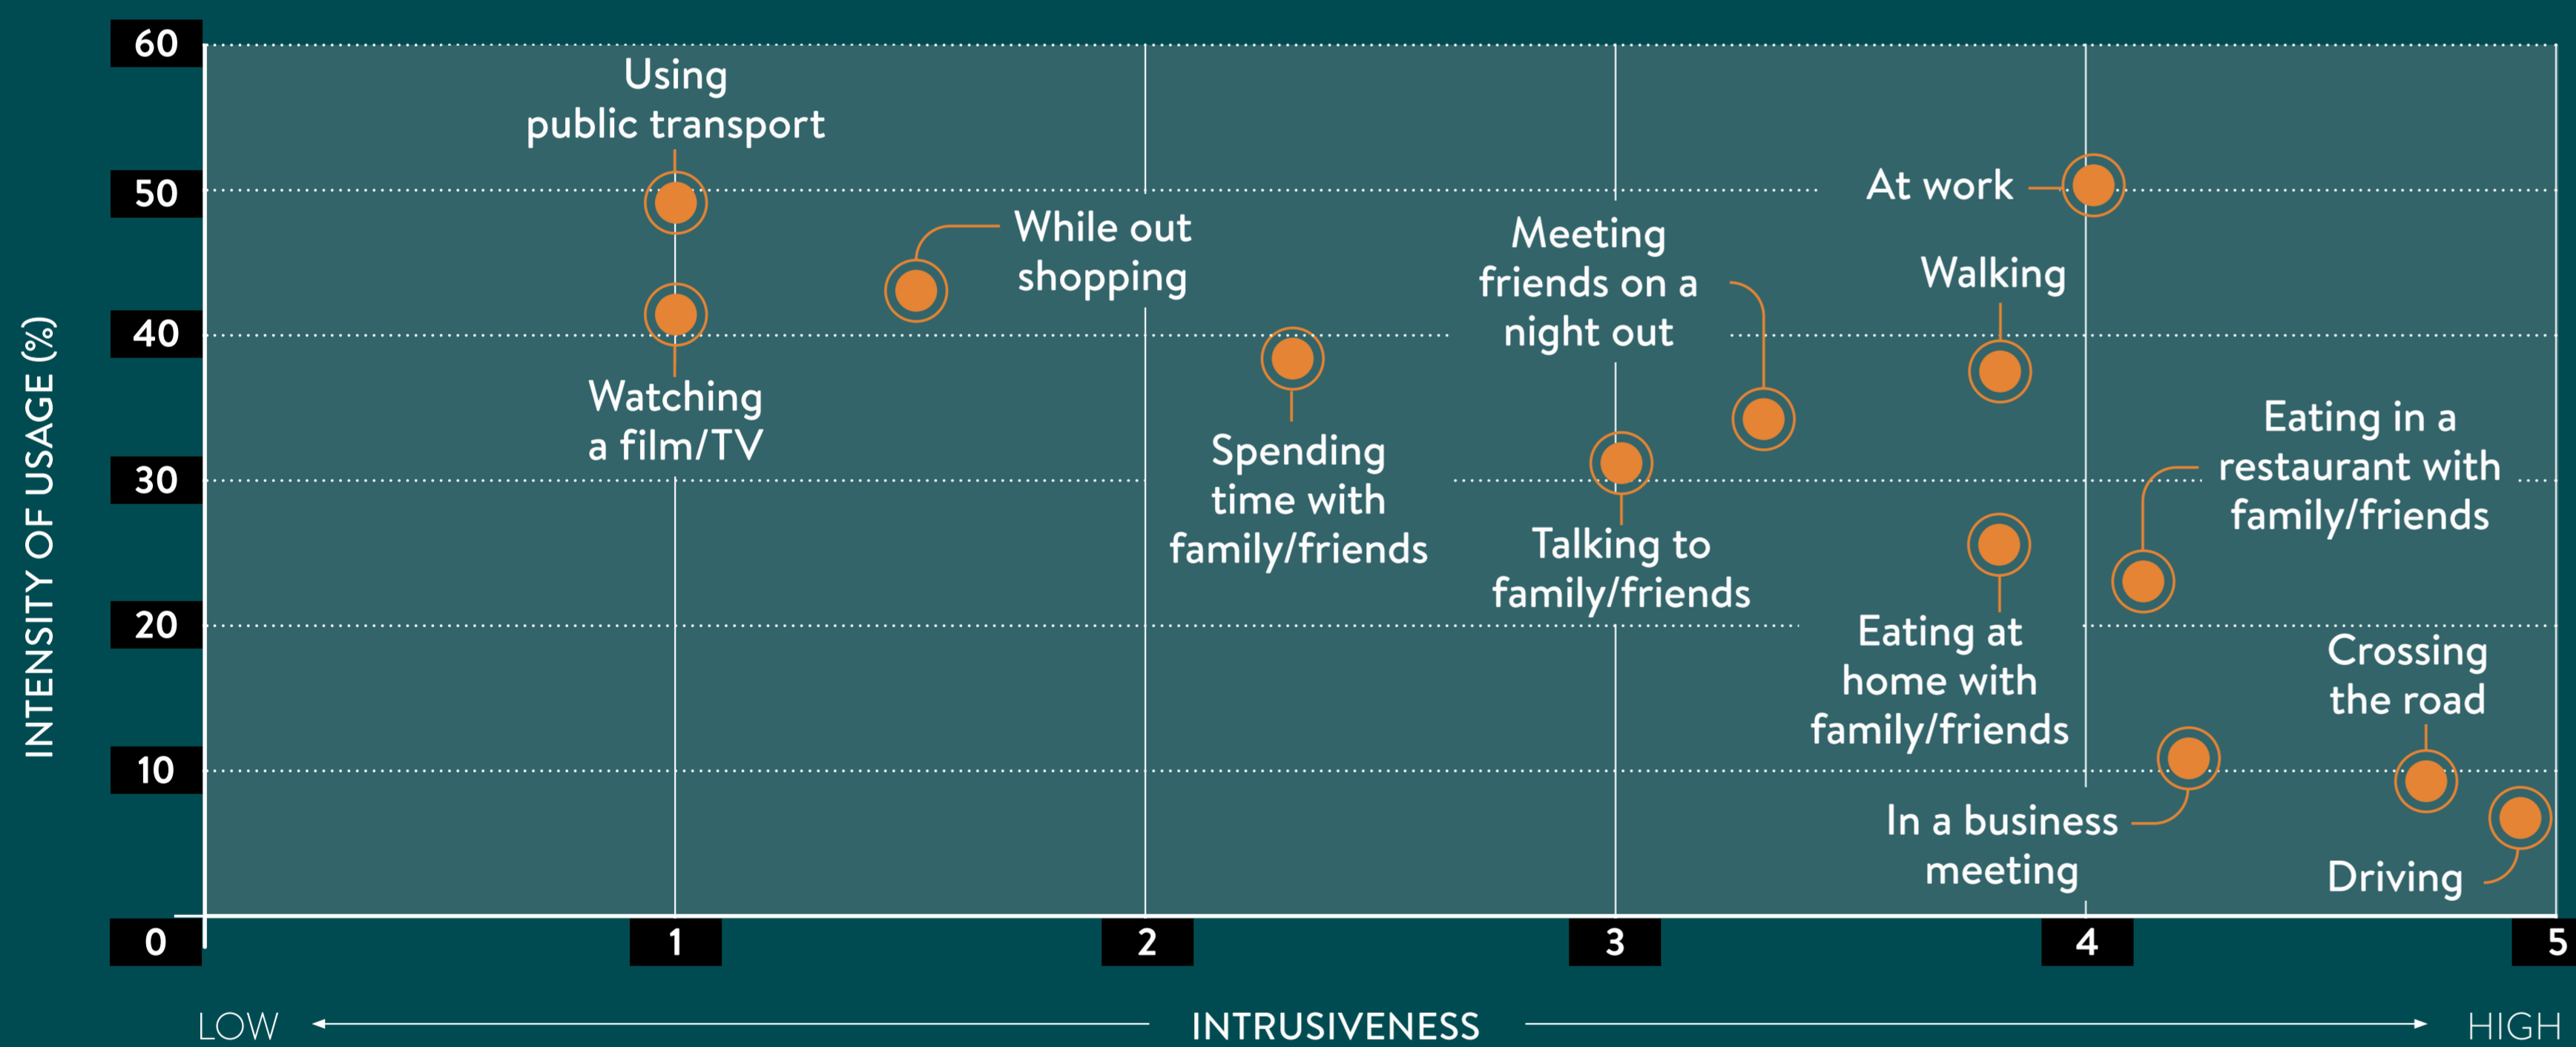 60
Using
public transport
50
At work
While out
shopping
Meeting
friends on a
night out
Walking
40
Watching
a film/TV
Spending
time with
family/friends
Eating in a
restaurant with
family/friends
30
Talking to
family/friends
20
Eating at
home with
family/friends
Crossing
the road
10
In a business
meeting
Driving
INTENSITY OF USAGE (%)
0
1
2
3
4
5
LOW
INTRUSIVENESS
HIGH